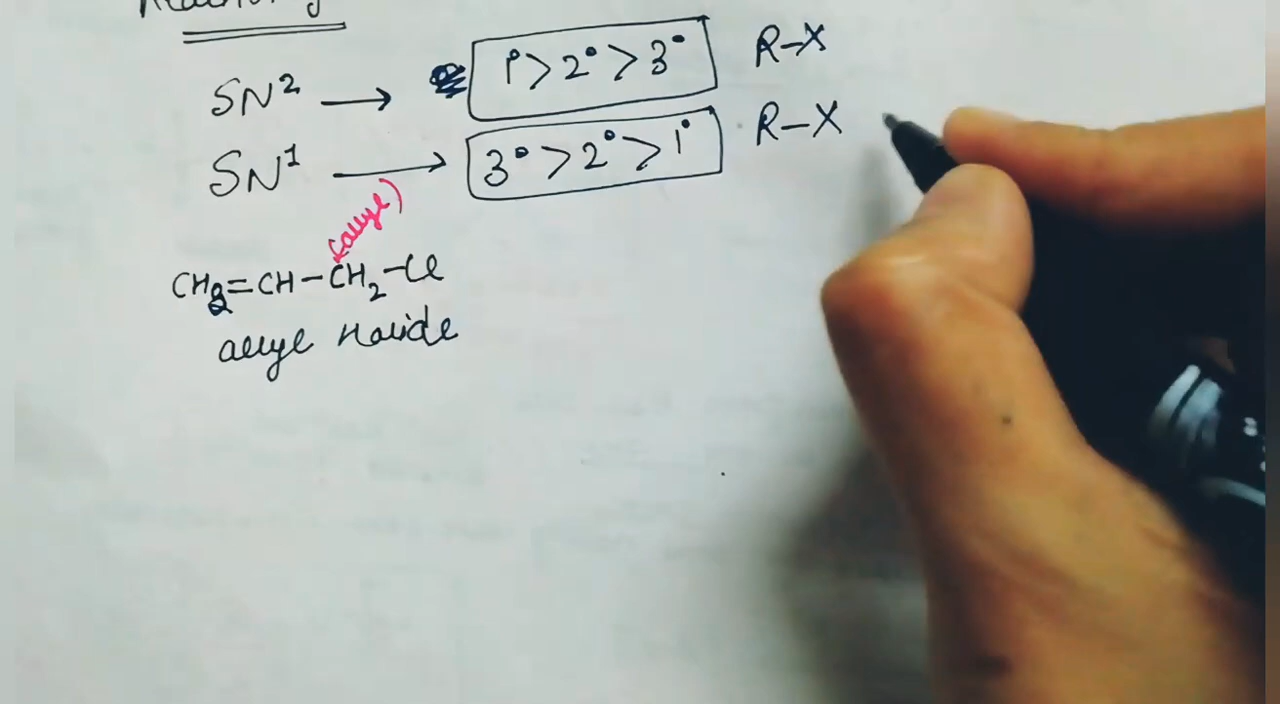 SN² → 1° > 2° > 3° R-X
SN¹ → 3° > 2° > 1° R-X
(allyl)
CH₂=CH-CH₂-Cl
allyl Halide